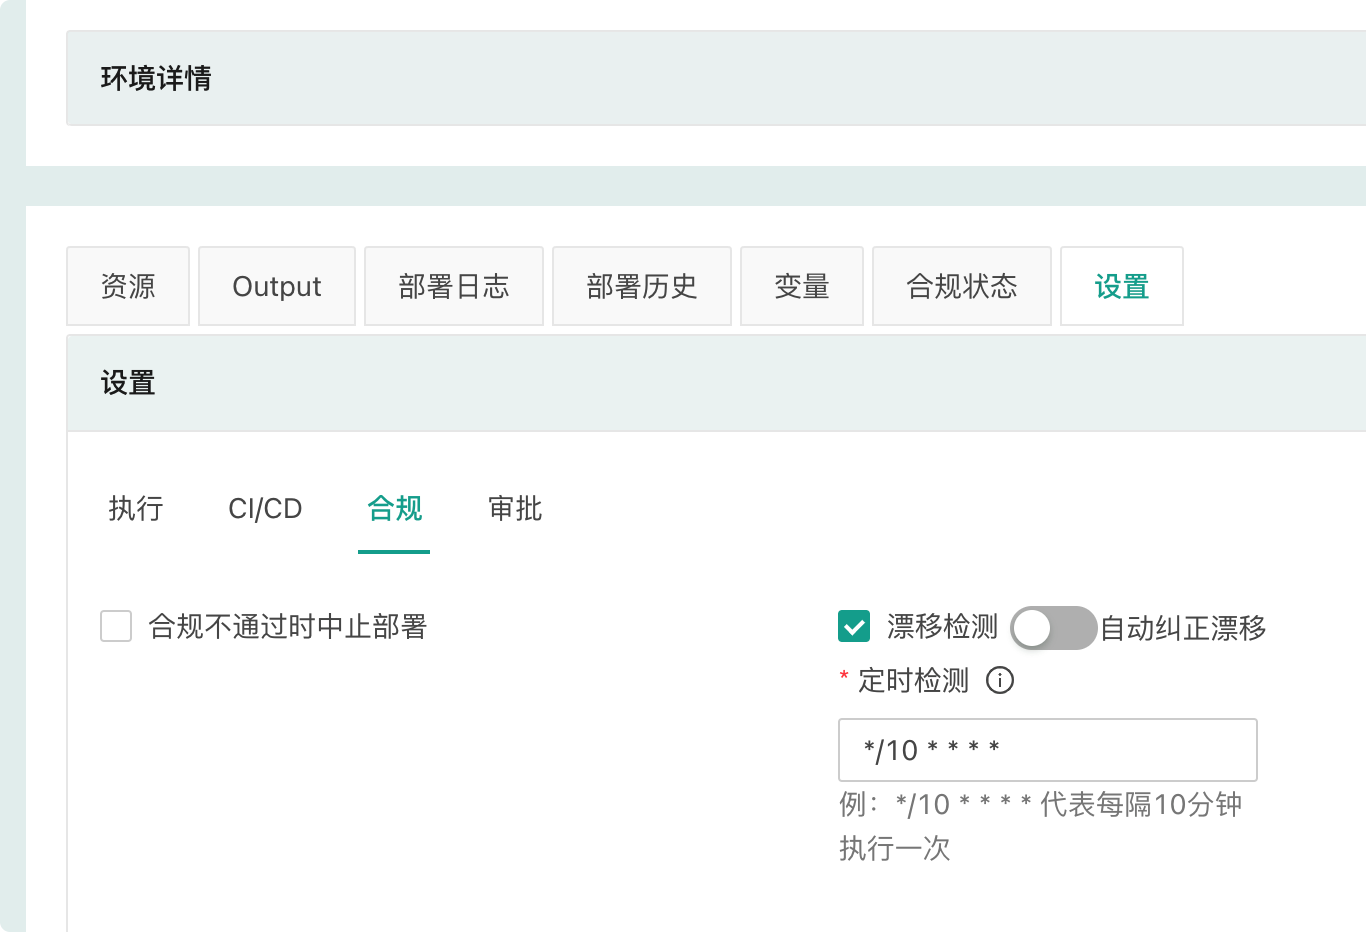 环境详情
资源 Output 部署日志 部署历史 变量 合规状态 设置
设置
执行 CI/CD 合规 审批
合规不通过时中止部署 漂移检测 自动纠正漂移
* 定时检测
*/10 * * * *
例：*/10 * * * * 代表每隔10分钟
执行一次